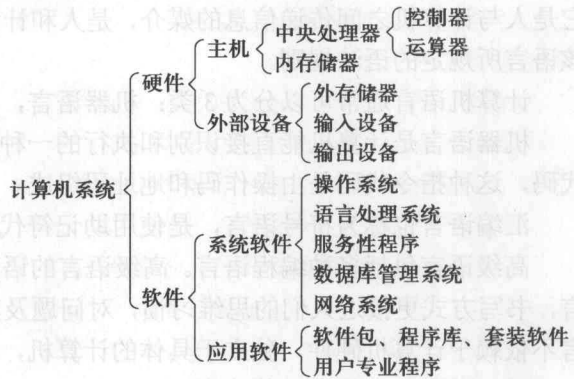 控制器
中央处理器
主机
运算器
内存储器
硬件
外存储器
外部设备
输入设备
输出设备
计算机系统
操作系统
语言处理系统
系统软件
服务性程序
数据库管理系统
软件
网络系统
应用软件
软件包、程序库、套装软件
用户专业程序